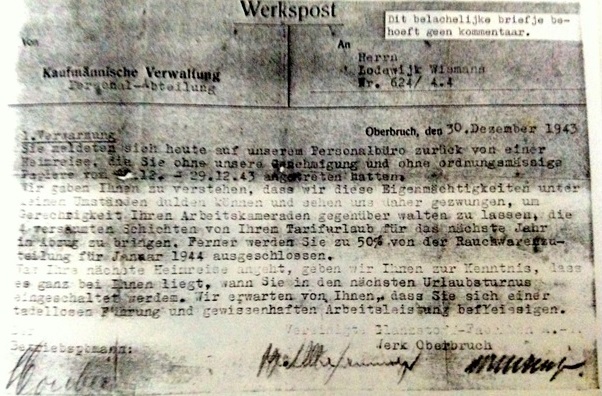 Werkspost
Dit belachelijke briefje be-
hoeft geen kommentaar.
Von
An
Kaufmännische Verwaltung
Personal-Abteilung
Herrn
Lodewijk Wismann
Nr. 624/ 4.4
1.Verwarnung
Oberbruch, den 30.Dezember 1943
Sie meldeten sich heute auf unserem Personalbüro zurück von einer
Heimreise, die Sie ohne unsere Genehmigung und ohne ordnungsmässige
Papiere vom .12. - 29.12.43 angetreten hatten.
Wir geben Ihnen zu verstehen, dass wir diese Eigenmächtigkeiten unter
keinen Umständen dulden können und sehen uns daher gezwungen, um
Gerechtigkeit Ihren Arbeitskameraden gegenüber walten zu lassen, die
4 versäumten Schichten von Ihrem Tarifurlaub für das nächste Jahr
in Abzug zu bringen. Ferner werden Sie zu 50% von der Rauchwarenzu-
teilung für Januar 1944 ausgeschlossen.
Was Ihre nächste Heimreise angeht, geben wir Ihnen zur Kenntnis, dass
es ganz bei Ihnen liegt, wann Sie in den nächsten Urlaubsturnus
eingeschaltet werden. Wir erwarten von Ihnen, dass Sie sich einer
tadellosen Führung und gewissenhaften Arbeitsleistung befleissigen.
Werk Oberbruch